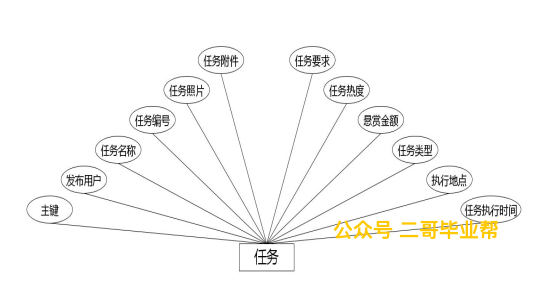 任务附件
任务要求
任务照片
任务热度
任务编号
悬赏金额
任务名称
任务类型
发布用户
执行地点
主键
任务执行时间
公众号 二哥毕业帮
任务